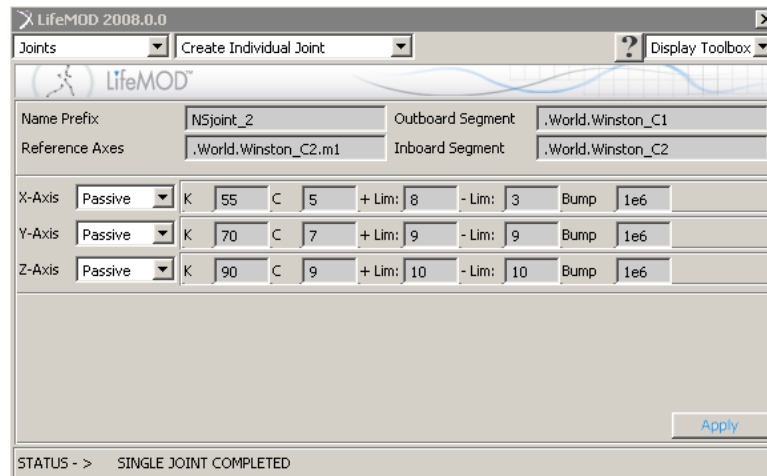 LifeMOD 2008.0.0
Joints Create Individual Joint ? Display Toolbox
LifeMOD™
Name Prefix NSjoint_2 Outboard Segment .World.Winston_C1
Reference Axes .World.Winston_C2.m1 Inboard Segment .World.Winston_C2
X-Axis Passive K 55 C 5 + Lim: 8 - Lim: 3 Bump 1e6
Y-Axis Passive K 70 C 7 + Lim: 9 - Lim: 9 Bump 1e6
Z-Axis Passive K 90 C 9 + Lim: 10 - Lim: 10 Bump 1e6
Apply
STATUS - > SINGLE JOINT COMPLETED